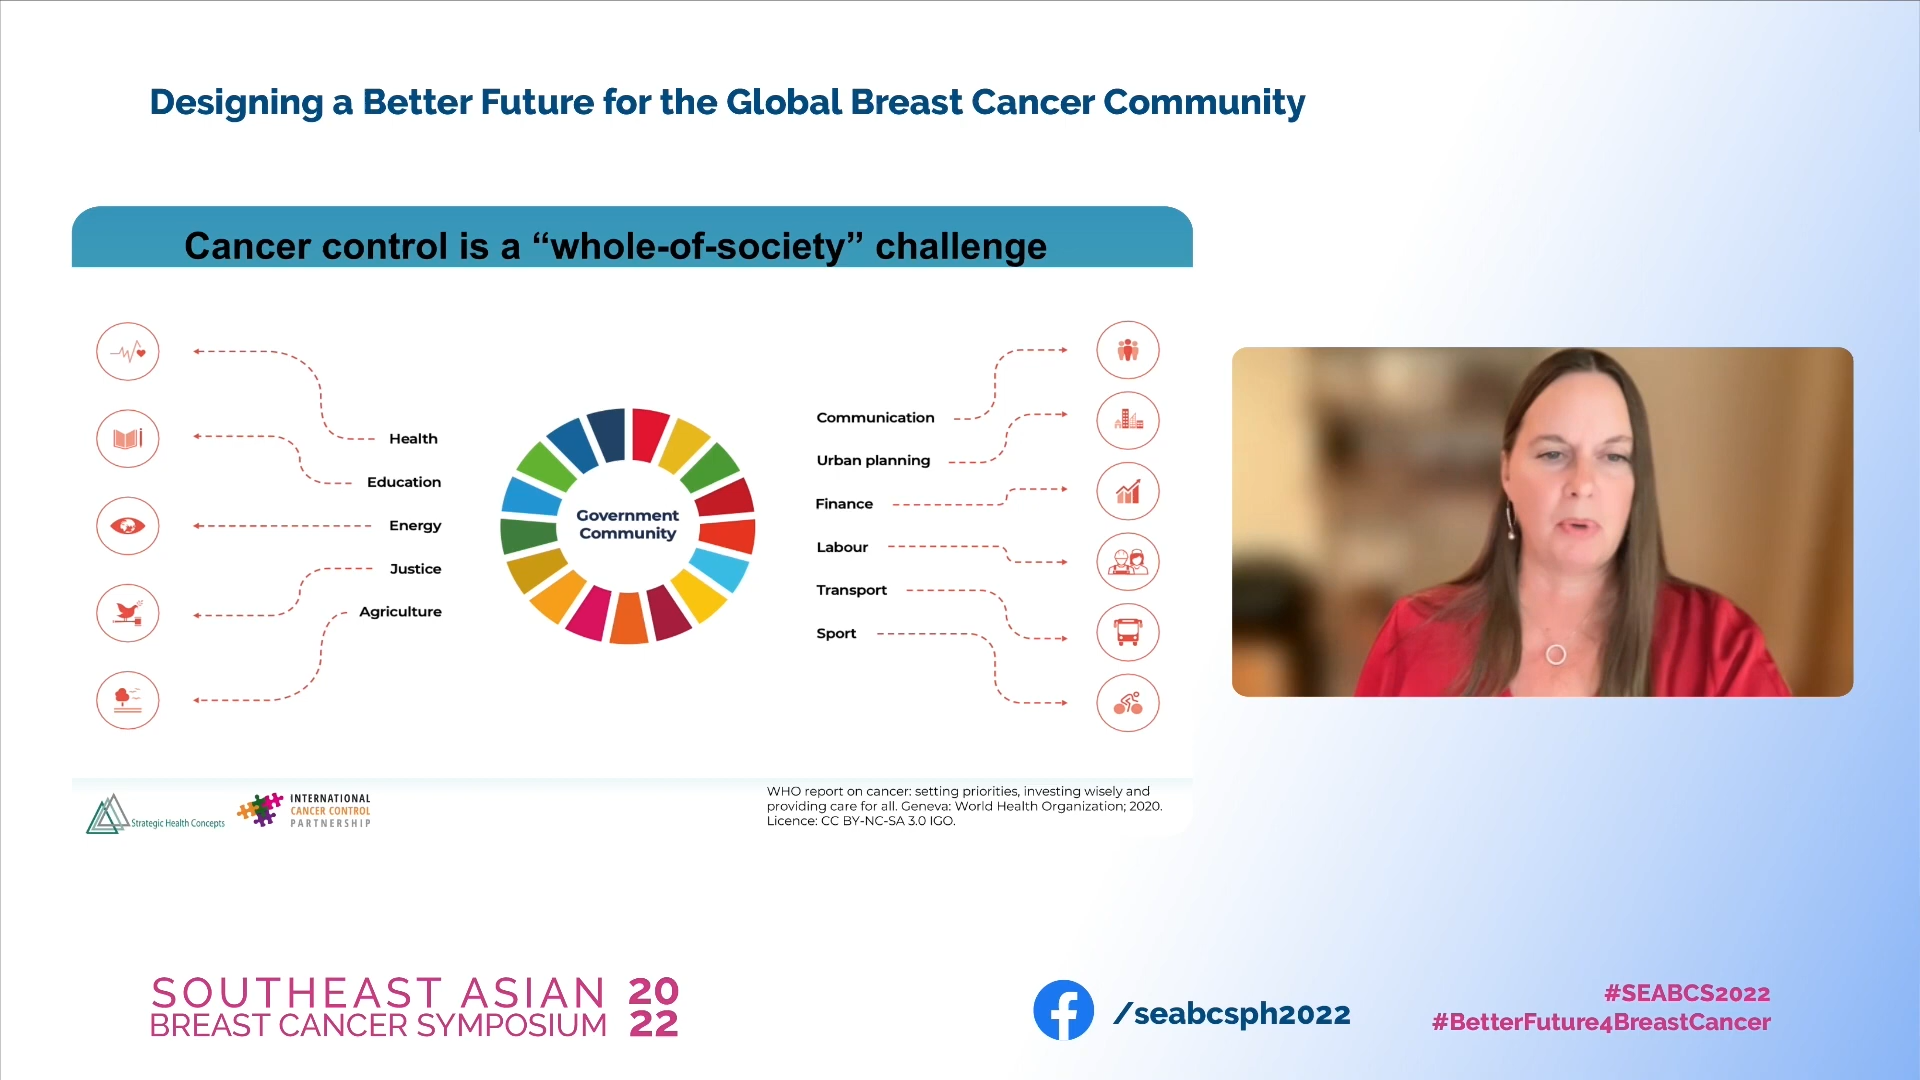 Designing a Better Future for the Global Breast Cancer Community
Cancer control is a “whole-of-society” challenge
Health
Education
Energy
Justice
Agriculture
Government
Community
Communication
Urban planning
Finance
Labour
Transport
Sport
Strategic Health Concepts
INTERNATIONAL
CANCER CONTROL
PARTNERSHIP
WHO report on cancer: setting priorities, investing wisely and
providing care for all. Geneva: World Health Organization; 2020.
Licence: CC BY-NC-SA 3.0 IGO.
SOUTHEAST ASIAN 20
BREAST CANCER SYMPOSIUM 22
/seabcsph2022
#SEABCS2022
#BetterFuture4BreastCancer